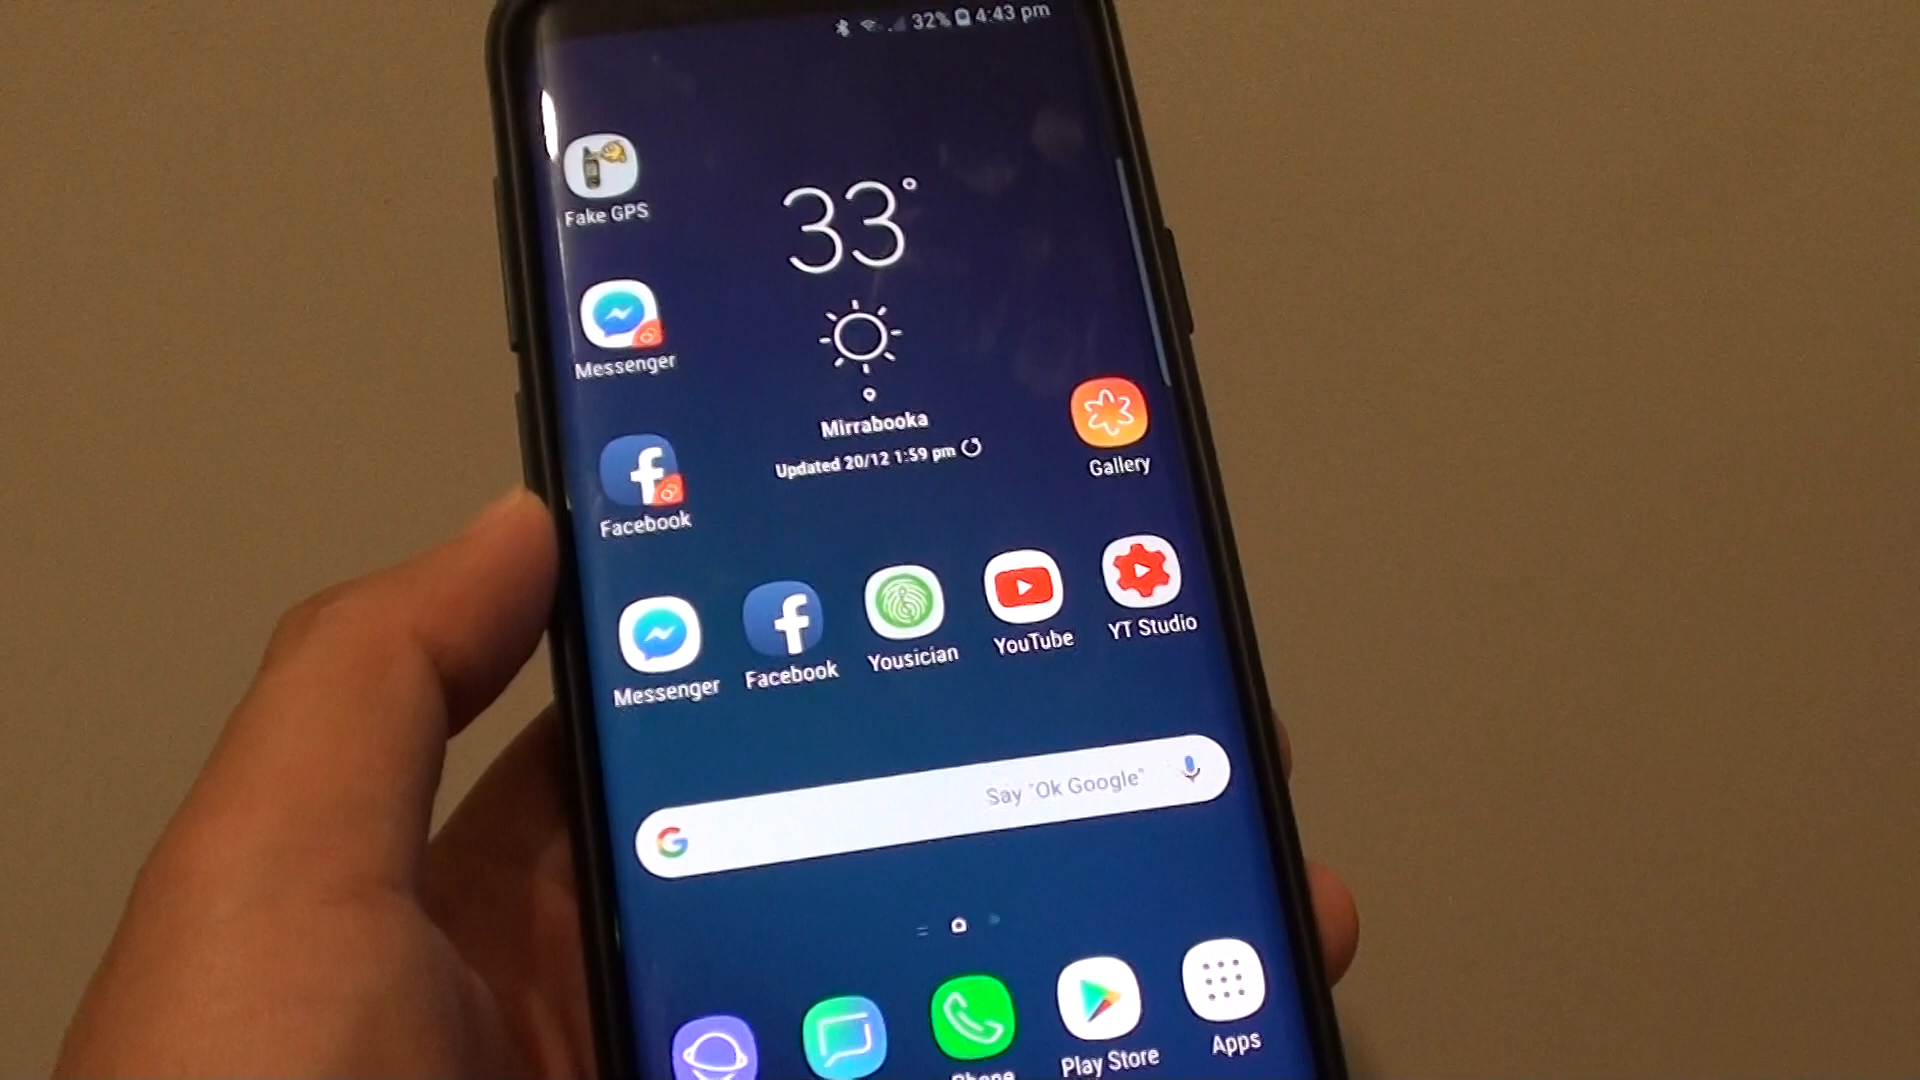 32% 4:43 pm
Fake GPS
33°
Messenger
Mirrabooka
Updated 20/12 1:59 pm
Gallery
Facebook
Messenger
Facebook
Yousician
YouTube
YT Studio
Say "Ok Google"
Phone
Play Store
Apps